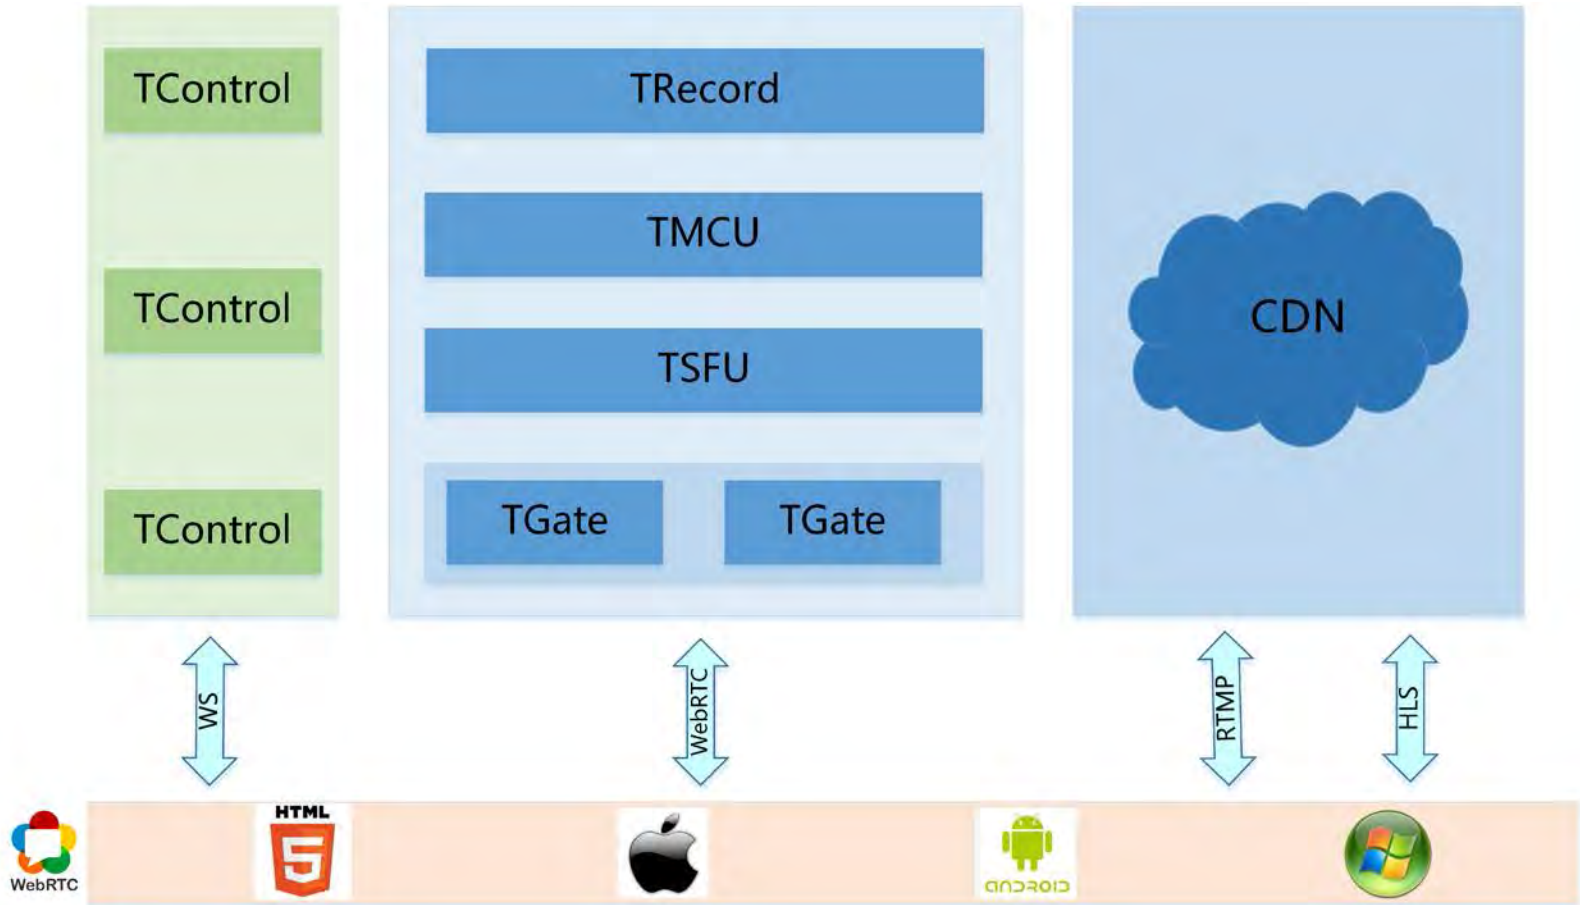 TControl
TControl
TControl
TRecord
TMCU
TSFU
TGate
TGate
CDN
WS
WebRTC
RTMP
HLS
WebRTC
HTML
5
ANDROID